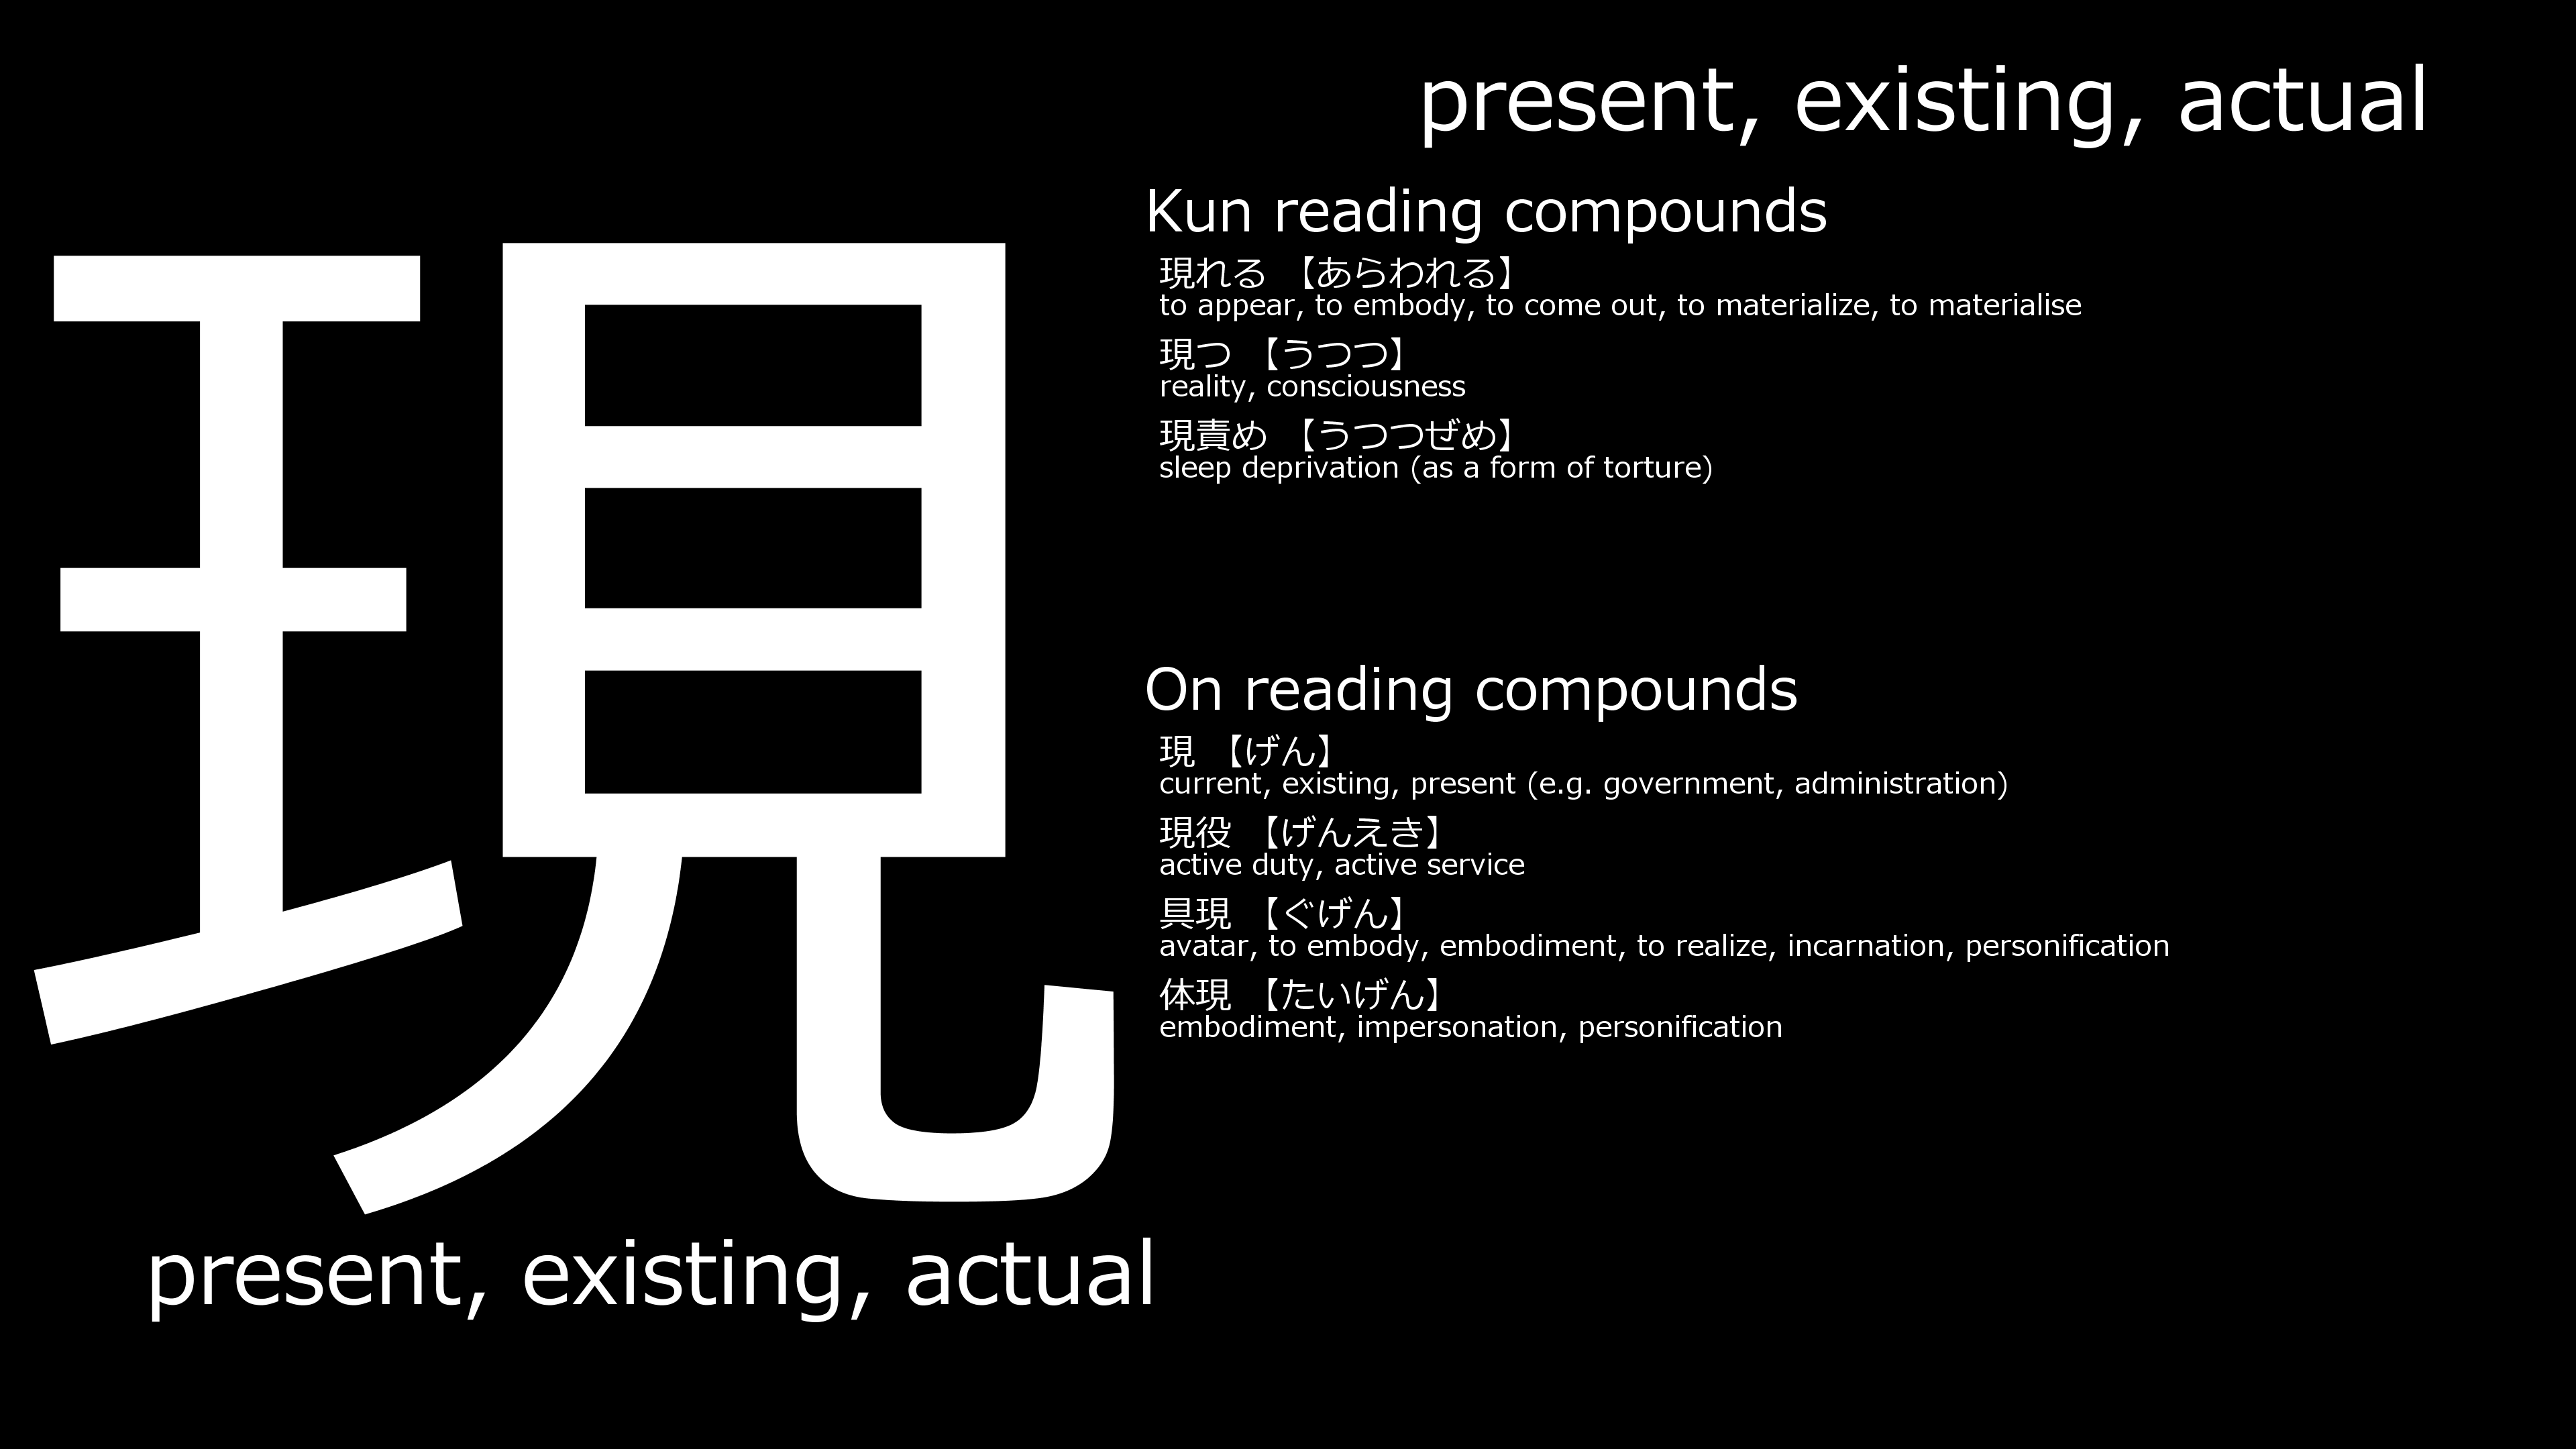 現
present, existing, actual
present, existing, actual
Kun reading compounds
現れる 【あらわれる】
to appear, to embody, to come out, to materialize, to materialise
現つ 【うつつ】
reality, consciousness
現責め 【うつつぜめ】
sleep deprivation (as a form of torture)
On reading compounds
現 【げん】
current, existing, present (e.g. government, administration)
現役 【げんえき】
active duty, active service
具現 【ぐげん】
avatar, to embody, embodiment, to realize, incarnation, personification
体現 【たいげん】
embodiment, impersonation, personification